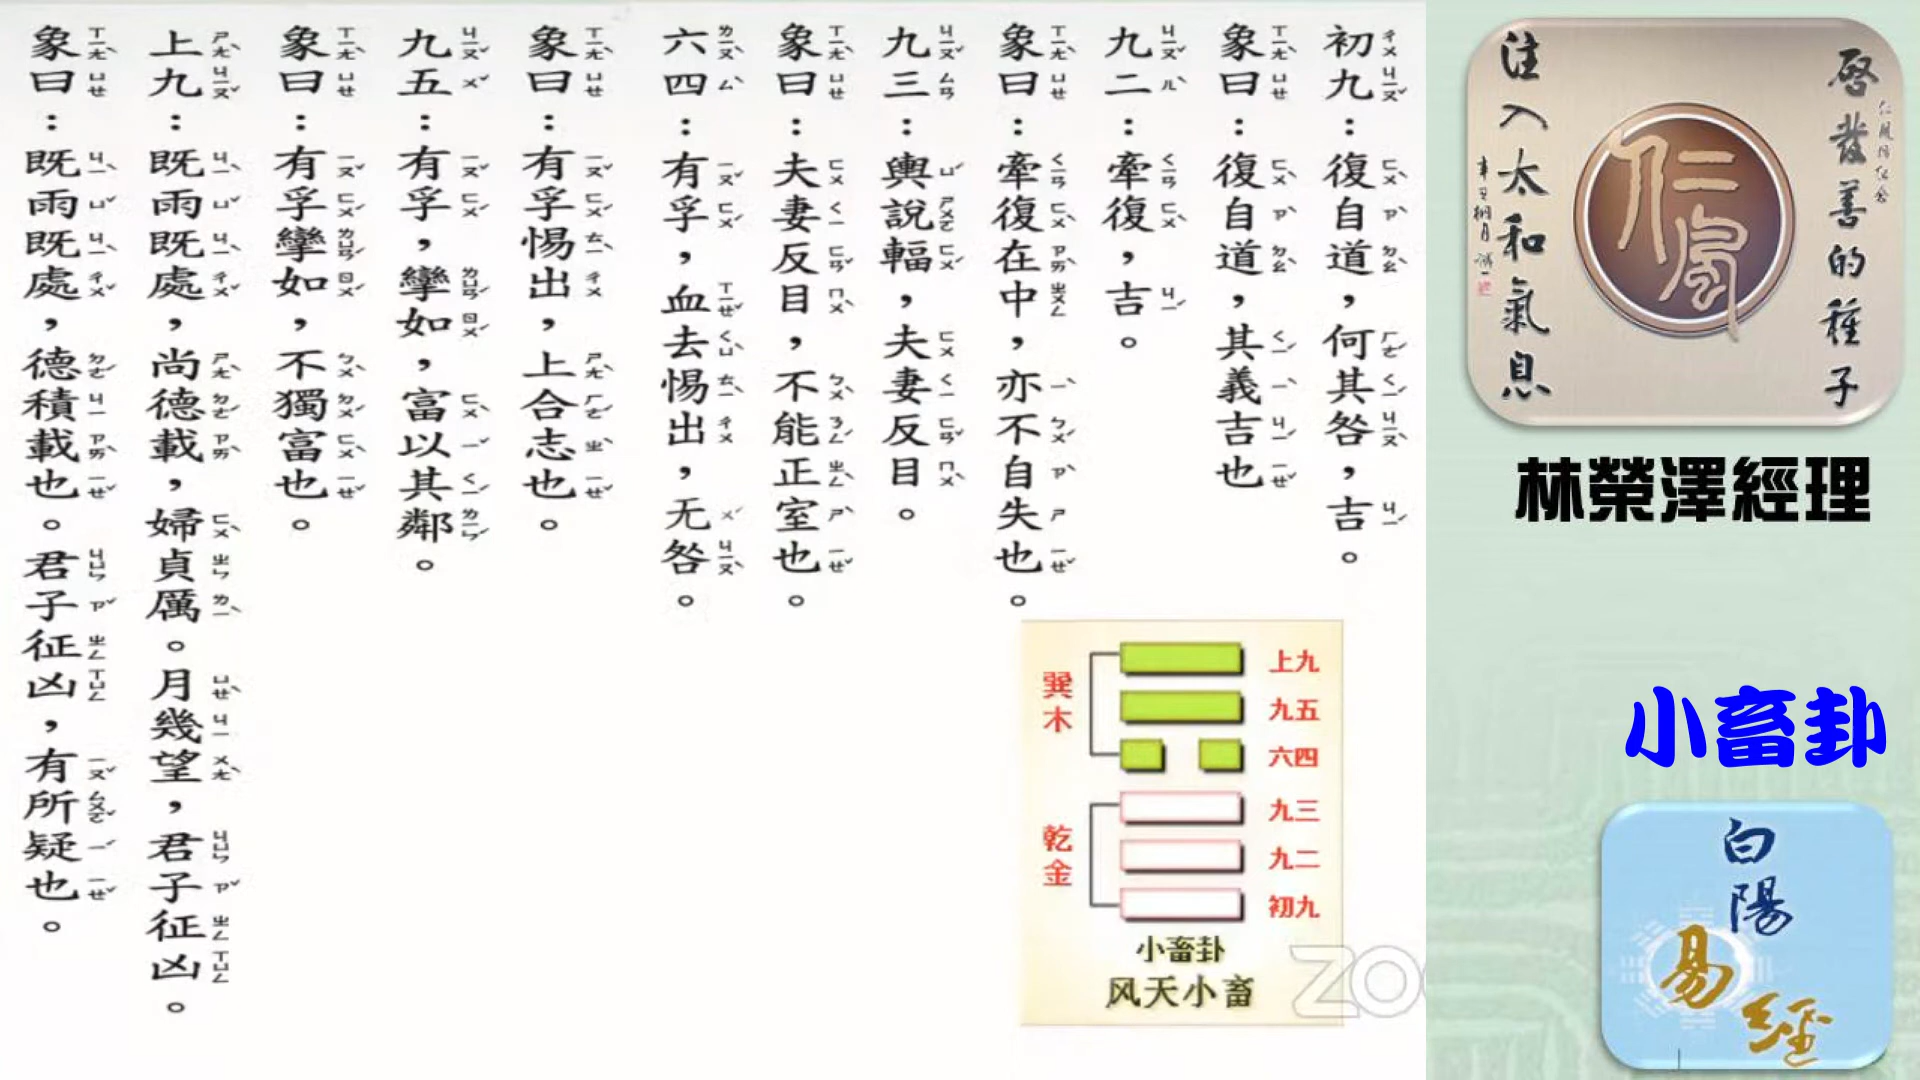 初九：復自道，何其咎，吉。
象曰：復自道，其義吉也
九二：牽復，吉。
象曰：牽復在中，亦不自失也。
九三：輿說輻，夫妻反目。
象曰：夫妻反目，不能正室也。
六四：有孚，血去惕出，无咎。
象曰：有孚惕出，上合志也。
九五：有孚，攣如，富以其鄰。
象曰：有孚攣如，不獨富也。
上九：既雨既處，尚德載，婦貞厲。月幾望，君子征凶。
象曰：既雨既處，德積載也。君子征凶，有所疑也。
巽木
乾金
上九
九五
六四
九三
九二
初九
小畜卦
风天小畜
ZO
啓發善的種子
仁風
注入太和氣息
林榮澤經理
小畜卦
白陽
易經